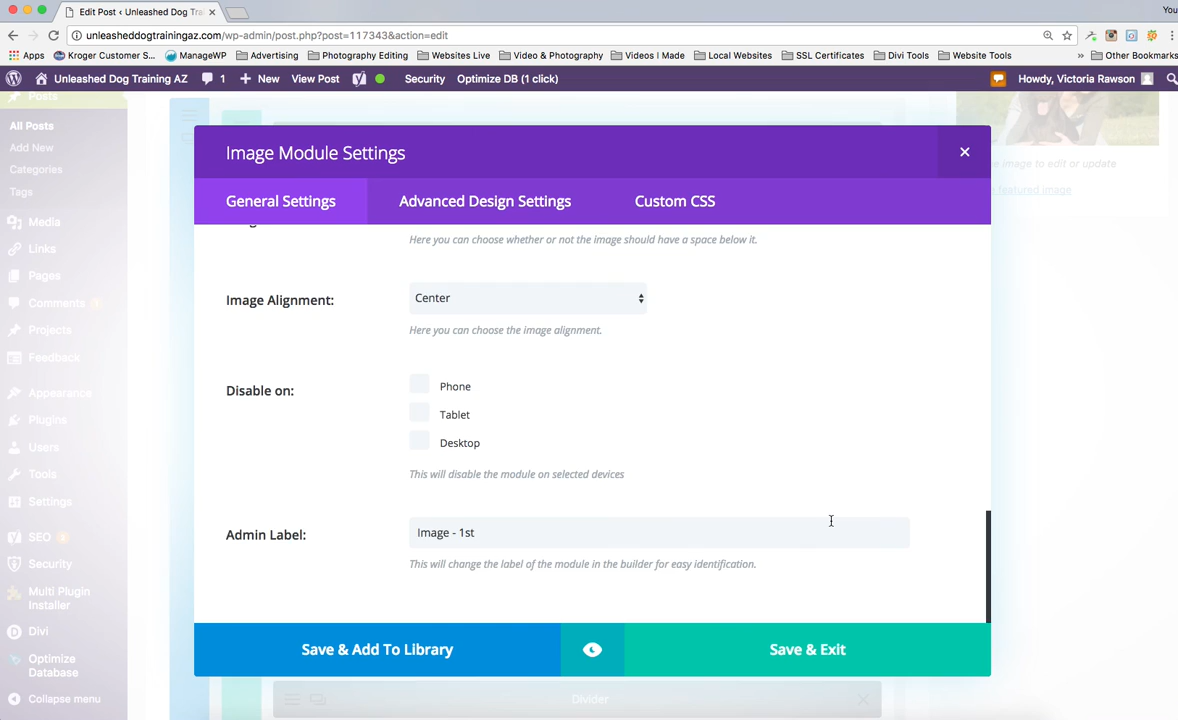 Edit Post ‹ Unleashed Dog Trai
You
unleasheddogtrainingaz.com/wp-admin/post.php?post=117343&action=edit
Apps Kroger Customer S... ManageWP Advertising Photography Editing Websites Live Video & Photography Videos I Made Local Websites SSL Certificates Divi Tools Website Tools » Other Bookmarks
Unleashed Dog Training AZ 1 New View Post Security Optimize DB (1 click) Howdy, Victoria Rawson
Posts
All Posts
Add New
Categories
Tags
Media
Links
Pages
Comments
Projects
Feedback
Appearance
Plugins
Users
Tools
Settings
SEO
Security
Multi Plugin
Installer
Divi
Optimize
Database
Collapse menu
Image Module Settings
General Settings Advanced Design Settings Custom CSS
Here you can choose whether or not the image should have a space below it.
Image Alignment: Center
Here you can choose the image alignment.
Disable on: Phone
Tablet
Desktop
This will disable the module on selected devices
Admin Label: Image - 1st
This will change the label of the module in the builder for easy identification.
Save & Add To Library Save & Exit
Divider
image to edit or update
featured image